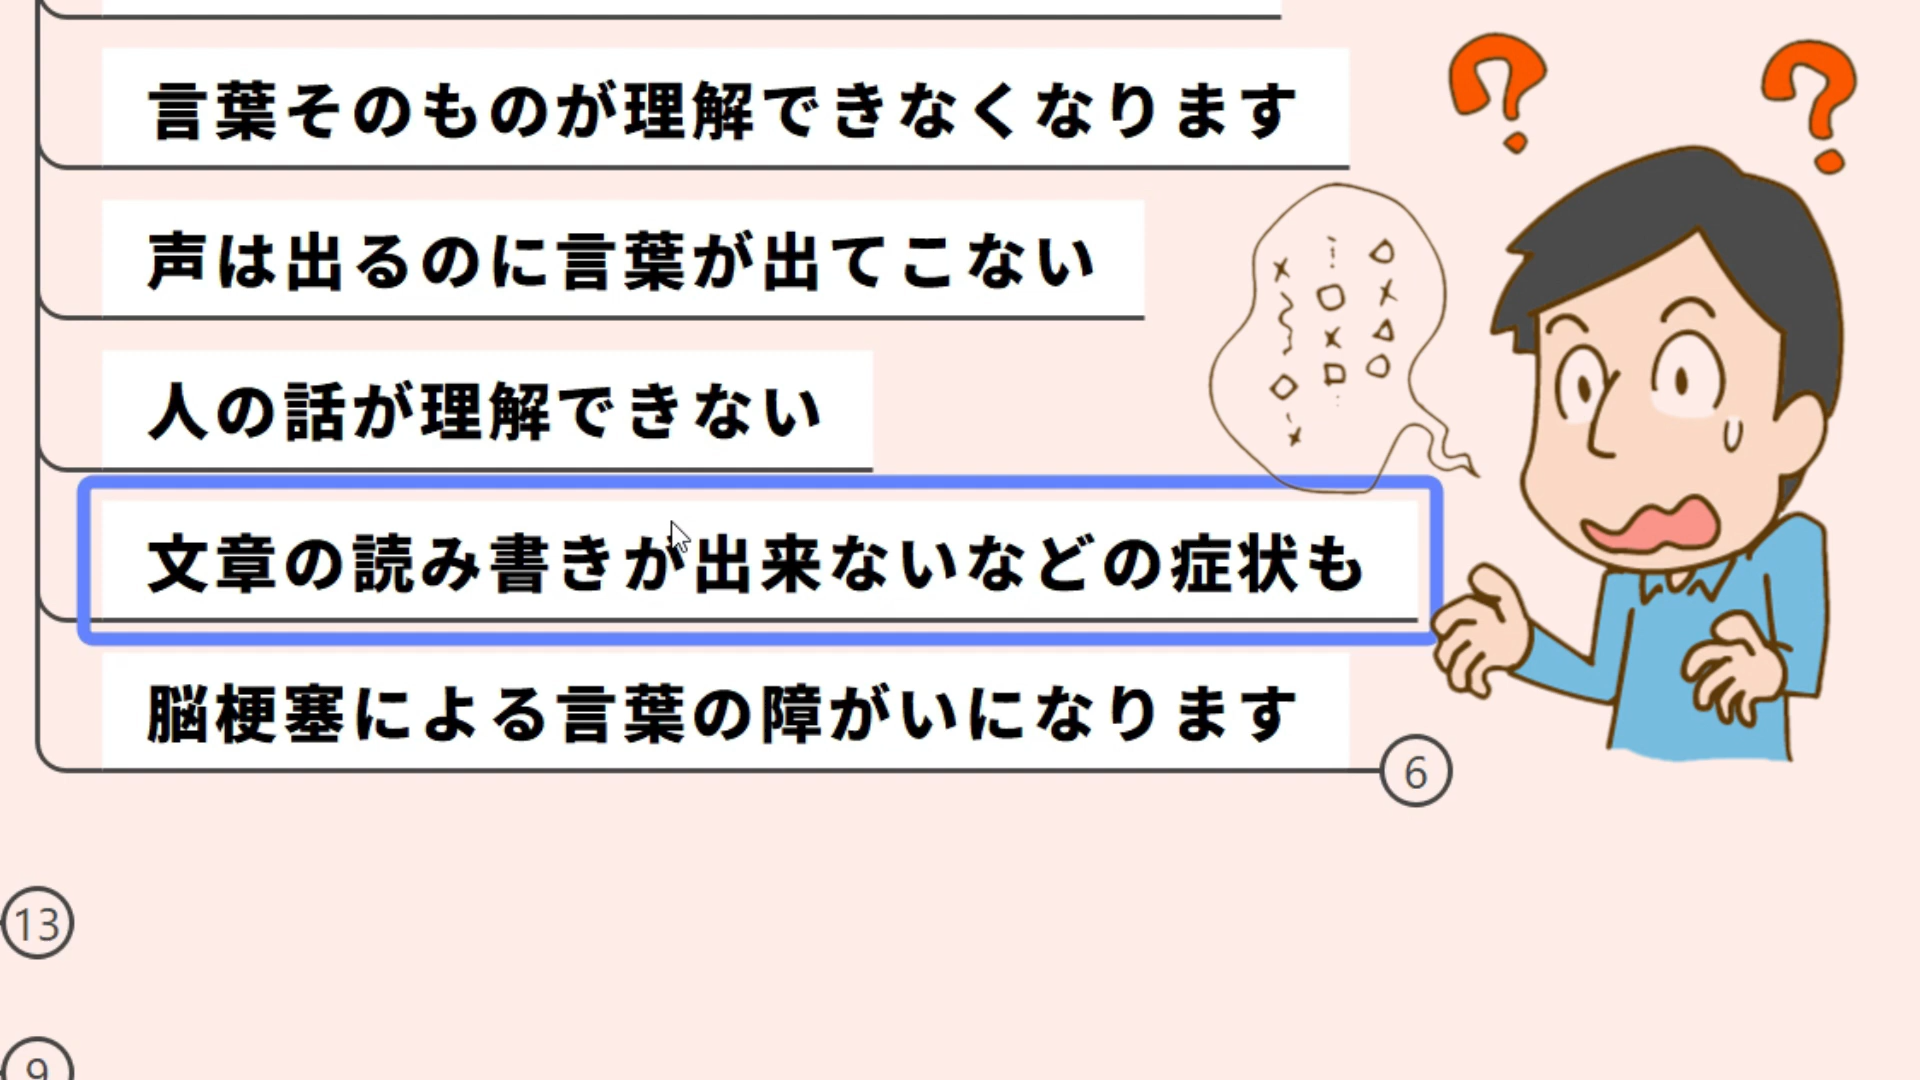 言葉そのものが理解できなくなります
声は出るのに言葉が出てこない
人の話が理解できない
文章の読み書きが出来ないなどの症状も
脳梗塞による言葉の障がいになります
6
13
9